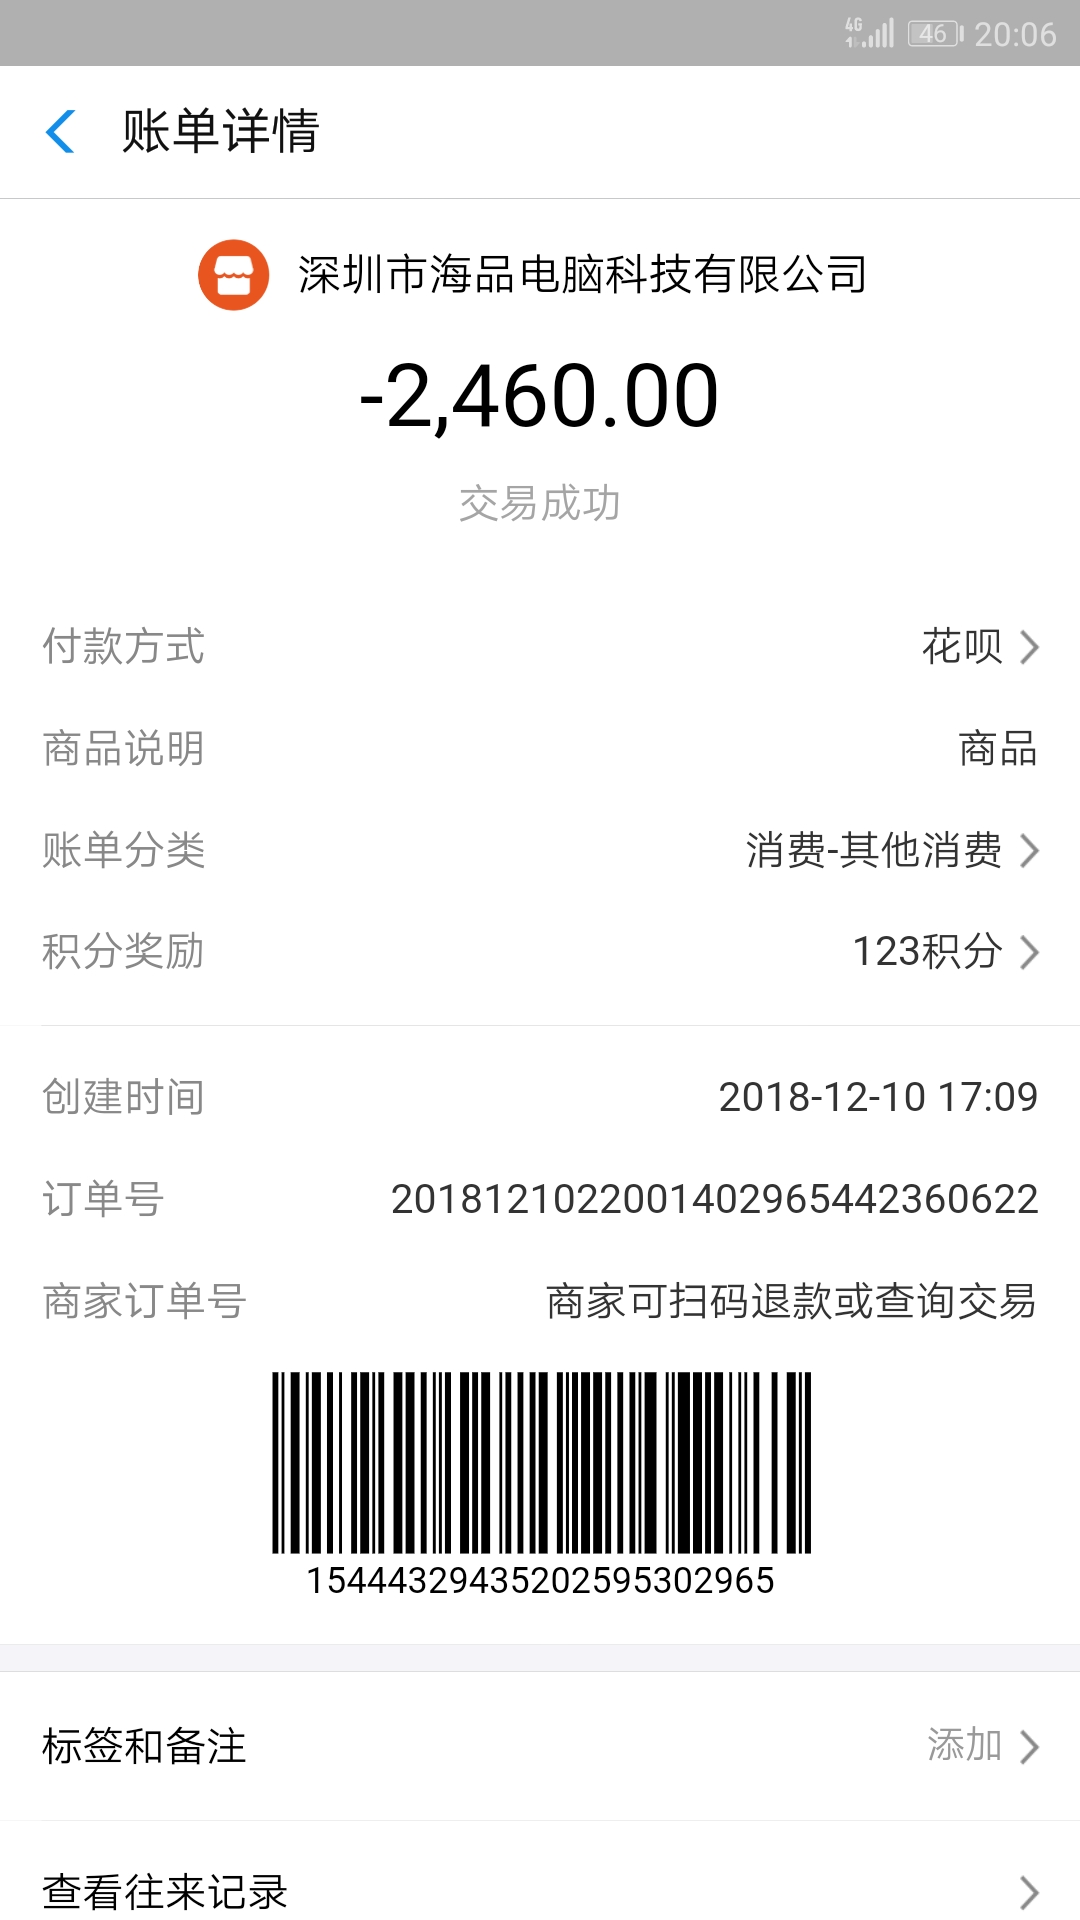 4G 46 20:06
账单详情
深圳市海品电脑科技有限公司
-2,460.00
交易成功
付款方式 花呗
商品说明 商品
账单分类 消费-其他消费
积分奖励 123积分
创建时间 2018-12-10 17:09
订单号 2018121022001402965442360622
商家订单号 商家可扫码退款或查询交易
15444329435202595302965
标签和备注 添加
查看往来记录